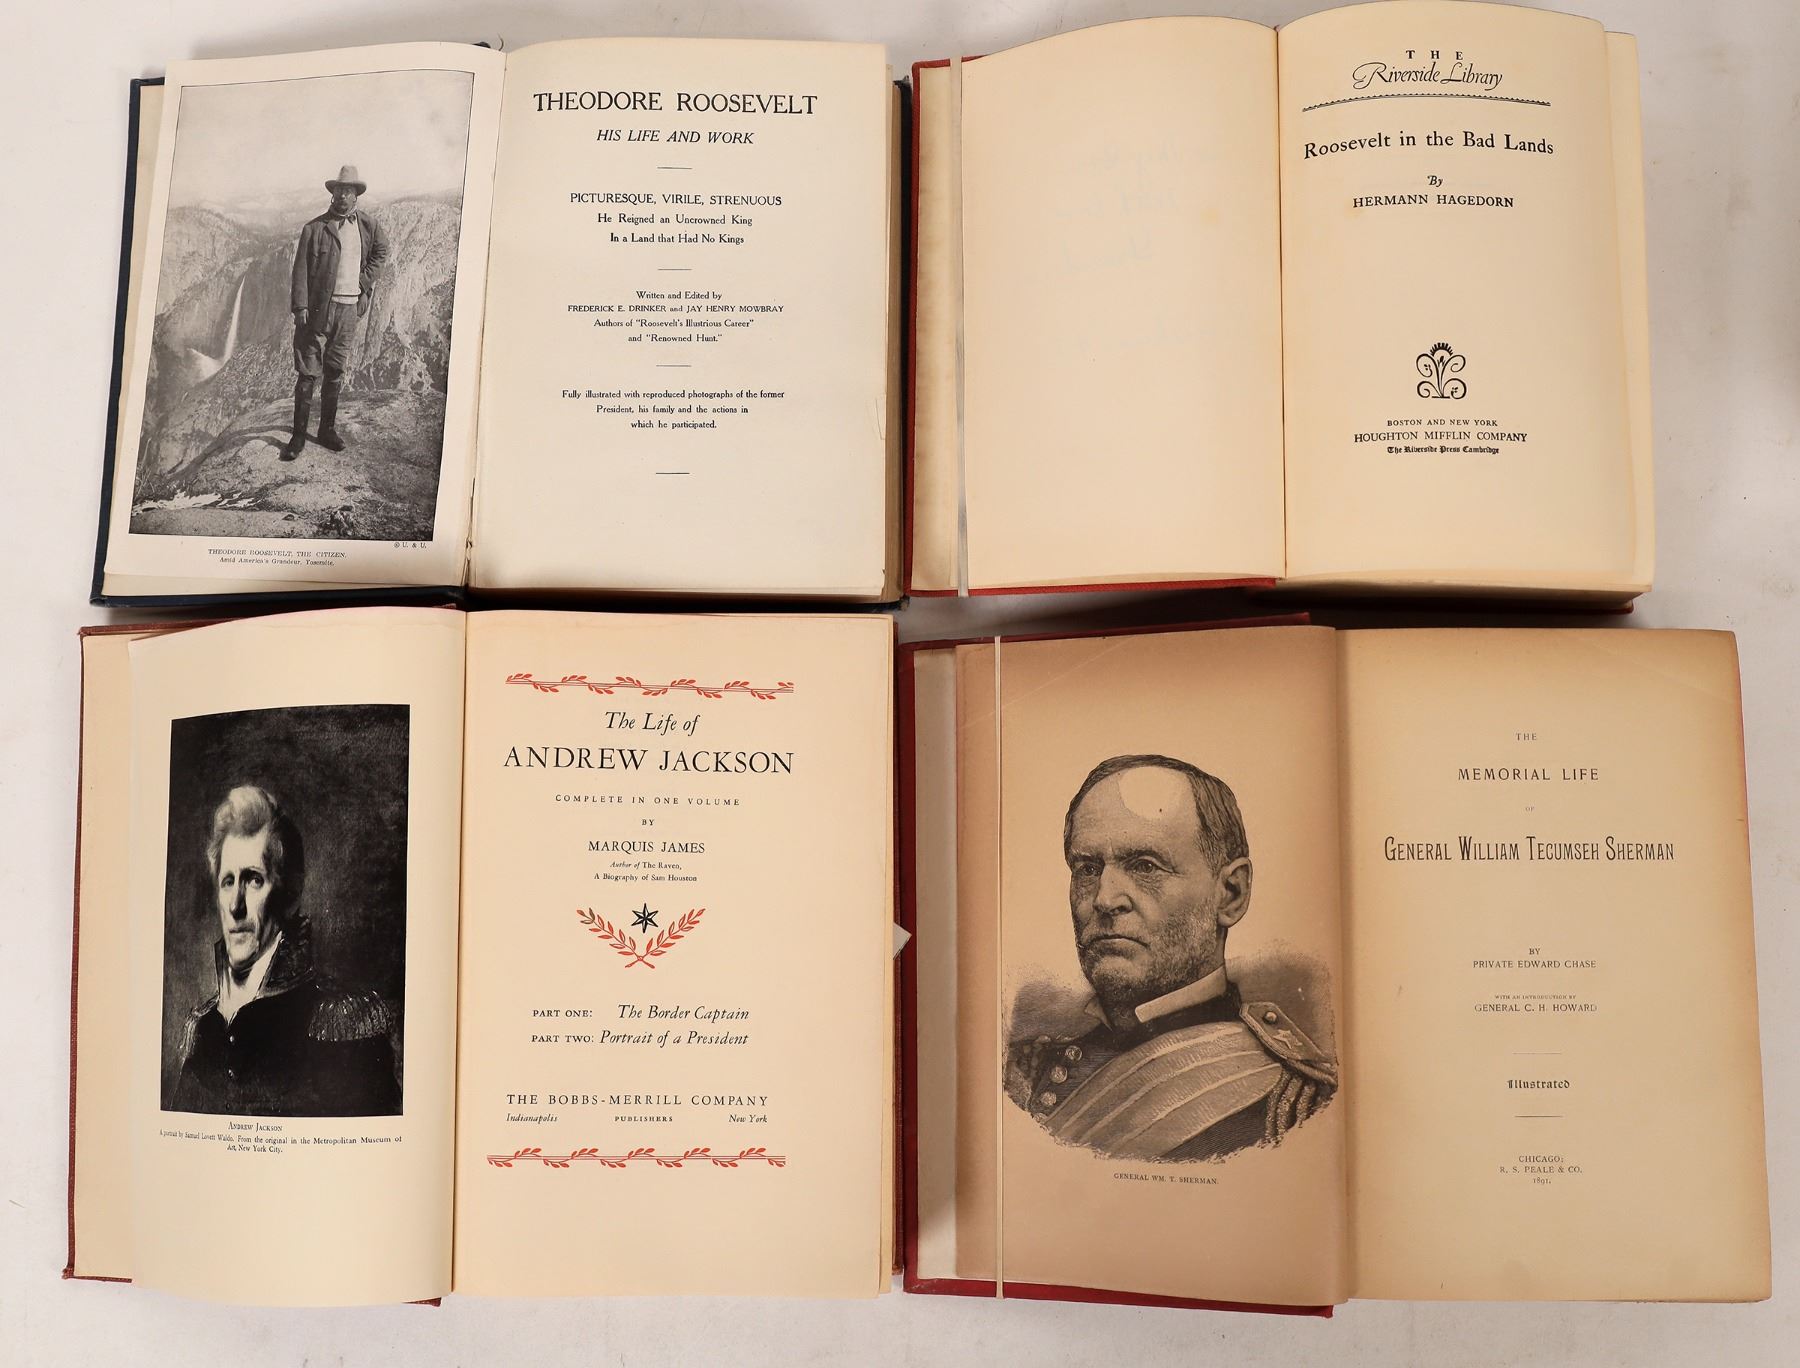 THEODORE ROOSEVELT, THE CITIZEN.
Amid America's Grandeur, Yosemite.
© U. & U.
THEODORE ROOSEVELT
HIS LIFE AND WORK
PICTURESQUE, VIRILE, STRENUOUS
He Reigned an Uncrowned King
In a Land that Had No Kings
Written and Edited by
FREDERICK E. DRINKER and JAY HENRY MOWBRAY
Authors of "Roosevelt's Illustrious Career"
and "Renowned Hunt."
Fully illustrated with reproduced photographs of the former
President, his family and the actions in
which he participated.
THE
Riverside Library
Roosevelt in the Bad Lands
By
HERMANN HAGEDORN
BOSTON AND NEW YORK
HOUGHTON MIFFLIN COMPANY
The Riverside Press Cambridge
ANDREW JACKSON
A portrait by Samuel Lovett Waldo. From the original in the Metropolitan Museum of
Art, New York City.
The Life of
ANDREW JACKSON
COMPLETE IN ONE VOLUME
BY
MARQUIS JAMES
Author of The Raven,
A Biography of Sam Houston
PART ONE: The Border Captain
PART TWO: Portrait of a President
THE BOBBS-MERRILL COMPANY
Indianapolis PUBLISHERS New York
GENERAL WM. T. SHERMAN.
THE
MEMORIAL LIFE
OF
GENERAL WILLIAM TECUMSEH SHERMAN
BY
PRIVATE EDWARD CHASE
WITH AN INTRODUCTION BY
GENERAL C. H. HOWARD
Illustrated
CHICAGO:
R. S. PEALE & CO.
1891.